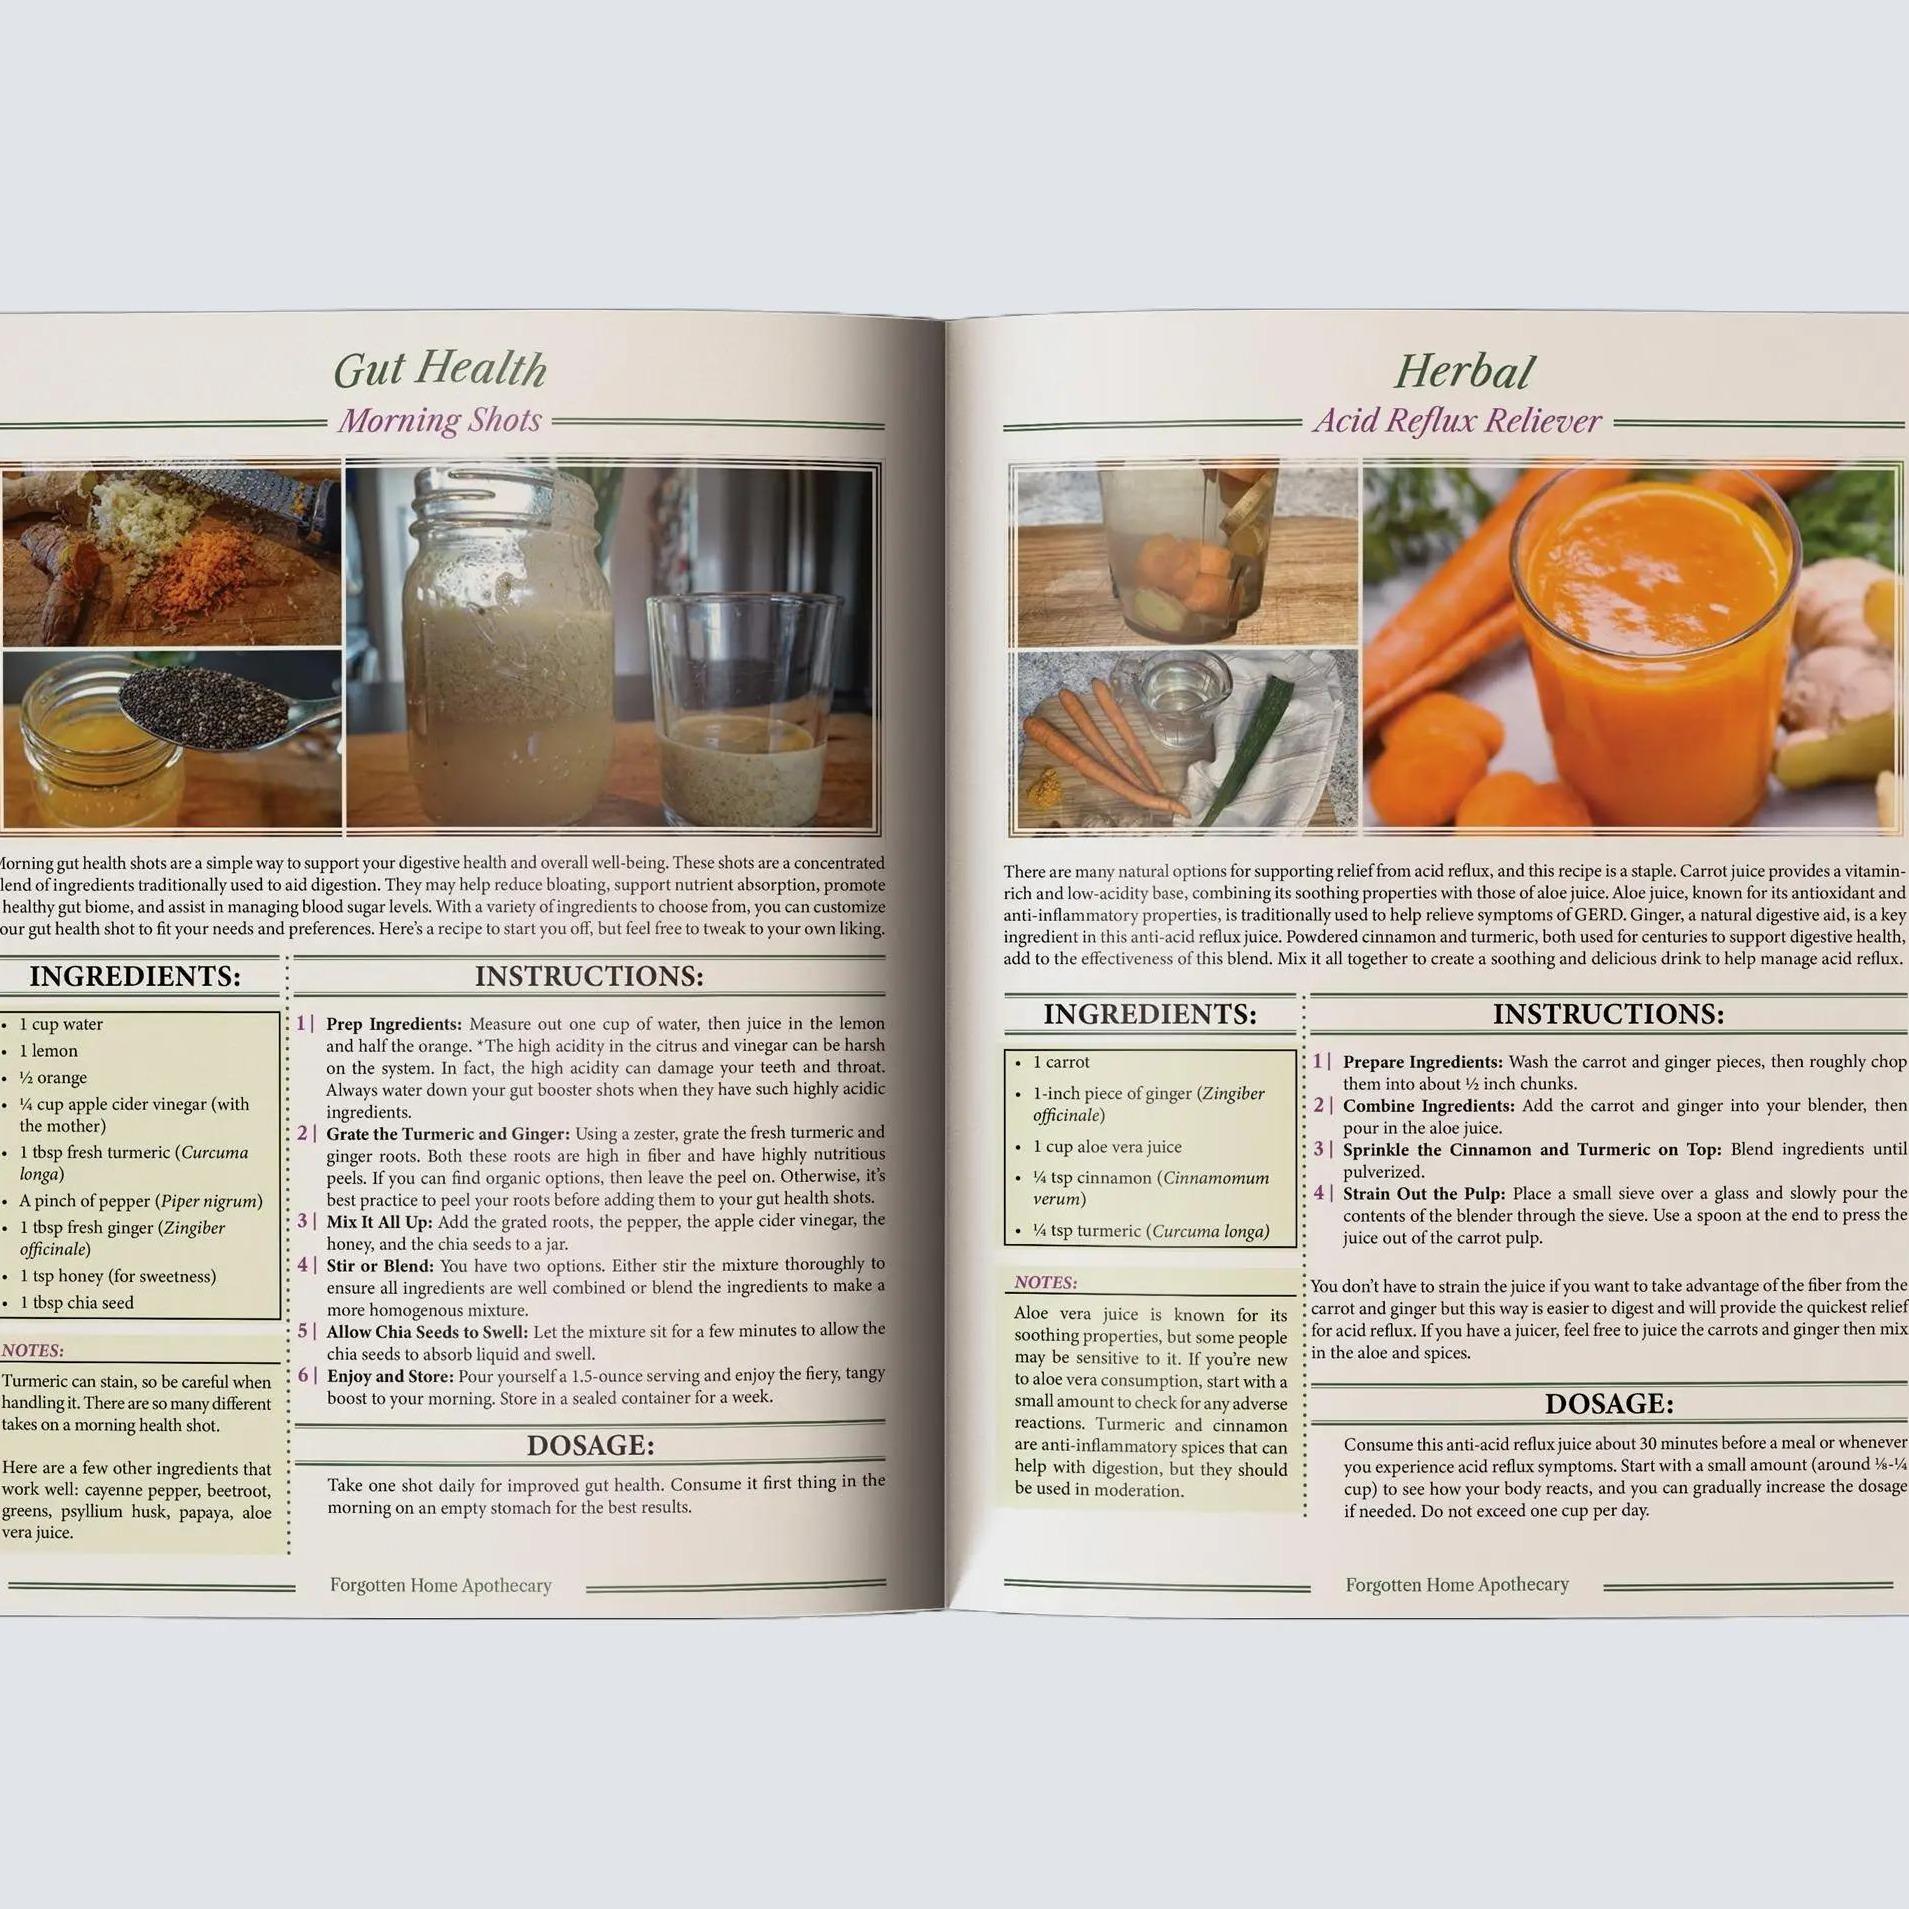 Gut Health
Morning Shots
Morning gut health shots are a simple way to support your digestive health and overall well-being. These shots are a concentrated
lend of ingredients traditionally used to aid digestion. They may help reduce bloating, support nutrient absorption, promote
healthy gut biome, and assist in managing blood sugar levels. With a variety of ingredients to choose from, you can customize
our gut health shot to fit your needs and preferences. Here's a recipe to start you off, but feel free to tweak to your own liking.
INGREDIENTS:
• 1 cup water
• 1 lemon
• ½ orange
• ¼ cup apple cider vinegar (with
the mother)
• 1 tbsp fresh turmeric (Curcuma
longa)
• A pinch of pepper (Piper nigrum)
• 1 tbsp fresh ginger (Zingiber
officinale)
• 1 tsp honey (for sweetness)
• 1 tbsp chia seed
NOTES:
Turmeric can stain, so be careful when
handling it. There are so many different
takes on a morning health shot.
Here are a few other ingredients that
work well: cayenne pepper, beetroot,
greens, psyllium husk, papaya, aloe
vera juice.
INSTRUCTIONS:
1| Prep Ingredients: Measure out one cup of water, then juice in the lemon
and half the orange. *The high acidity in the citrus and vinegar can be harsh
on the system. In fact, the high acidity can damage your teeth and throat.
Always water down your gut booster shots when they have such highly acidic
ingredients.
2| Grate the Turmeric and Ginger: Using a zester, grate the fresh turmeric and
ginger roots. Both these roots are high in fiber and have highly nutritious
peels. If you can find organic options, then leave the peel on. Otherwise, it's
best practice to peel your roots before adding them to your gut health shots.
3| Mix It All Up: Add the grated roots, the pepper, the apple cider vinegar, the
honey, and the chia seeds to a jar.
4| Stir or Blend: You have two options. Either stir the mixture thoroughly to
ensure all ingredients are well combined or blend the ingredients to make a
more homogenous mixture.
5| Allow Chia Seeds to Swell: Let the mixture sit for a few minutes to allow the
chia seeds to absorb liquid and swell.
6| Enjoy and Store: Pour yourself a 1.5-ounce serving and enjoy the fiery, tangy
boost to your morning. Store in a sealed container for a week.
DOSAGE:
Take one shot daily for improved gut health. Consume it first thing in the
morning on an empty stomach for the best results.
Forgotten Home Apothecary
Herbal
Acid Reflux Reliever
There are many natural options for supporting relief from acid reflux, and this recipe is a staple. Carrot juice provides a vitamin-
rich and low-acidity base, combining its soothing properties with those of aloe juice. Aloe juice, known for its antioxidant and
anti-inflammatory properties, is traditionally used to help relieve symptoms of GERD. Ginger, a natural digestive aid, is a key
ingredient in this anti-acid reflux juice. Powdered cinnamon and turmeric, both used for centuries to support digestive health,
add to the effectiveness of this blend. Mix it all together to create a soothing and delicious drink to help manage acid reflux.
INGREDIENTS:
• 1 carrot
• 1-inch piece of ginger (Zingiber
officinale)
• 1 cup aloe vera juice
• ¼ tsp cinnamon (Cinnamomum
verum)
• ¼ tsp turmeric (Curcuma longa)
NOTES:
Aloe vera juice is known for its
soothing properties, but some people
may be sensitive to it. If you're new
to aloe vera consumption, start with a
small amount to check for any adverse
reactions. Turmeric and cinnamon
are anti-inflammatory spices that can
help with digestion, but they should
be used in moderation.
INSTRUCTIONS:
1| Prepare Ingredients: Wash the carrot and ginger pieces, then roughly chop
them into about ½ inch chunks.
2| Combine Ingredients: Add the carrot and ginger into your blender, then
pour in the aloe juice.
3| Sprinkle the Cinnamon and Turmeric on Top: Blend ingredients until
pulverized.
4| Strain Out the Pulp: Place a small sieve over a glass and slowly pour the
contents of the blender through the sieve. Use a spoon at the end to press the
juice out of the carrot pulp.
You don't have to strain the juice if you want to take advantage of the fiber from the
carrot and ginger but this way is easier to digest and will provide the quickest relief
for acid reflux. If you have a juicer, feel free to juice the carrots and ginger then mix
in the aloe and spices.
DOSAGE:
Consume this anti-acid reflux juice about 30 minutes before a meal or whenever
you experience acid reflux symptoms. Start with a small amount (around ⅛-¼
cup) to see how your body reacts, and you can gradually increase the dosage
if needed. Do not exceed one cup per day.
Forgotten Home Apothecary